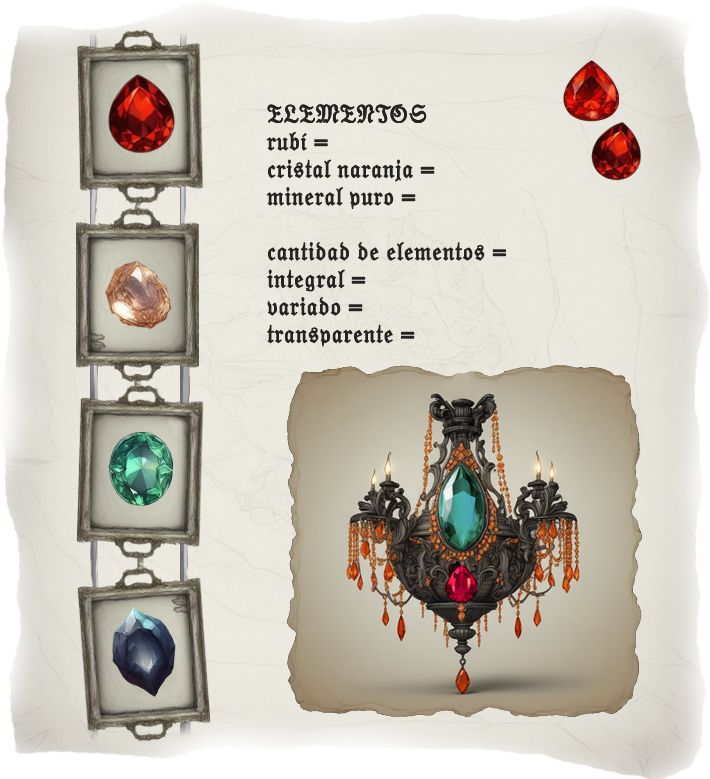 ELEMENTOS
rubí =
cristal naranja =
mineral puro =
cantidad de elementos =
integral =
variado =
transparente =